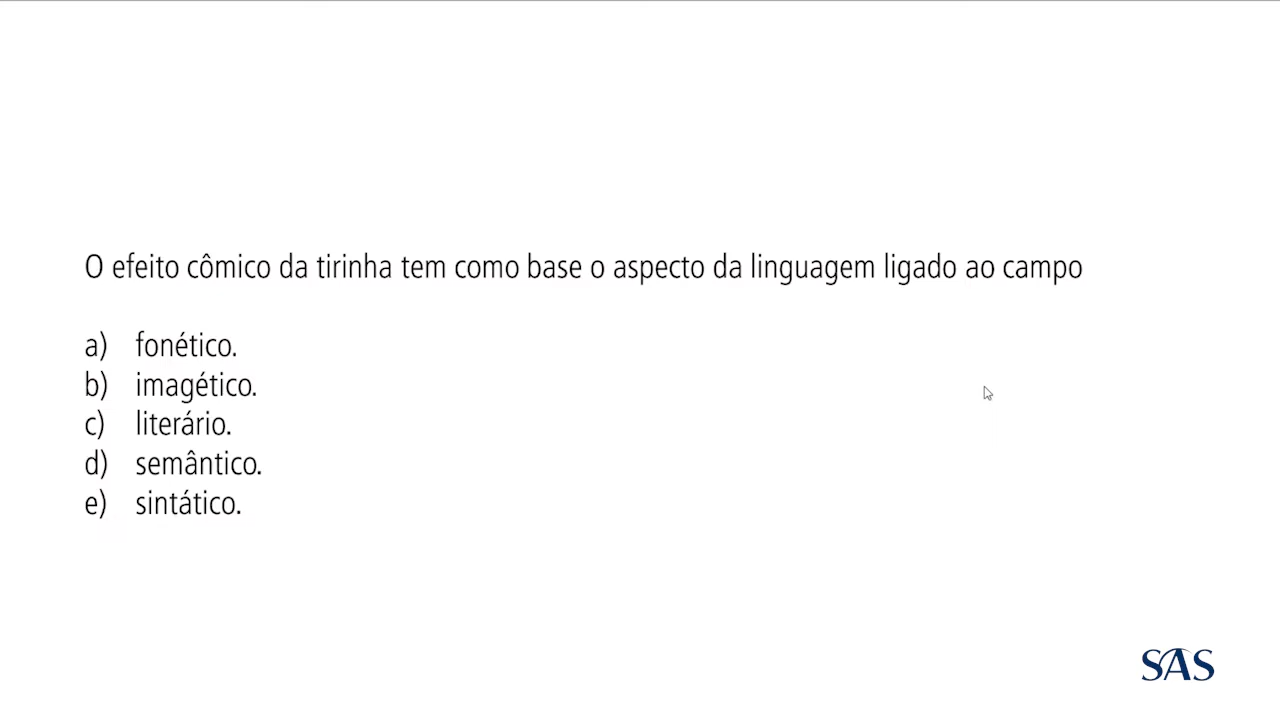 O efeito cômico da tirinha tem como base o aspecto da linguagem ligado ao campo
a) fonético.
b) imagético.
c) literário.
d) semântico.
e) sintático.
SAS